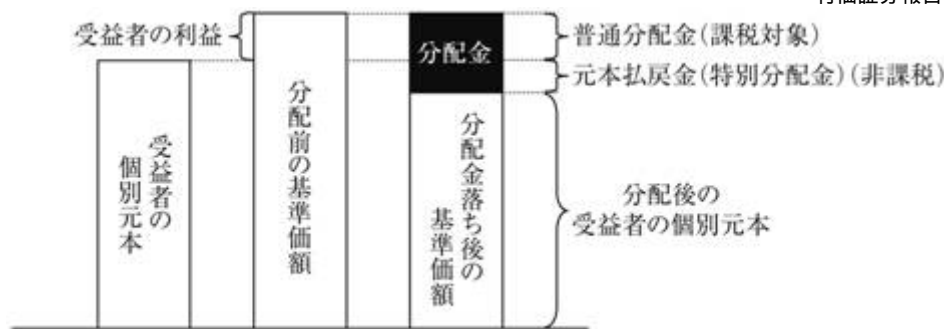 受益者の利益
受益者の
個別元本
分配前の基準価額
分配金
分配金落ち後の
基準価額
普通分配金(課税対象)
元本払戻金(特別分配金)(非課税)
分配後の
受益者の個別元本